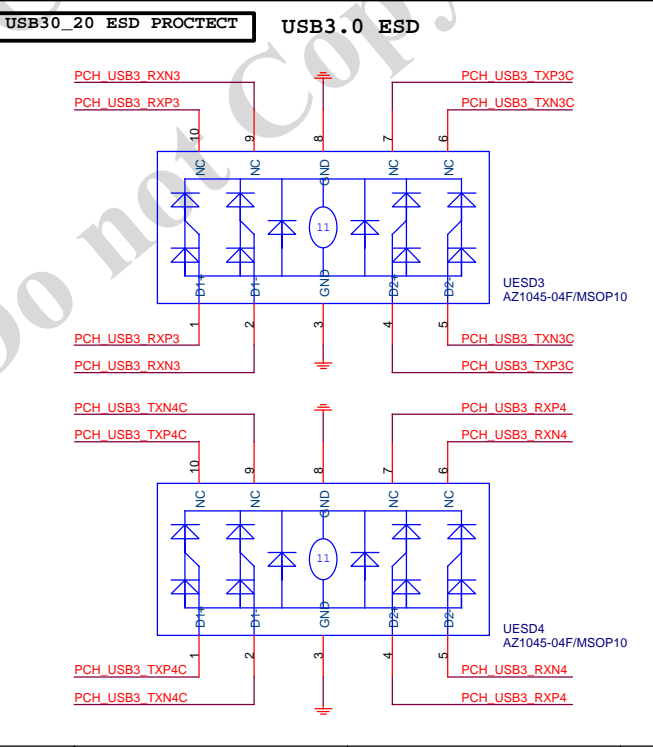 USB30_20 ESD PROCTECT
USB3.0 ESD
Do not Copy
PCH_USB3_RXN3
PCH_USB3_TXP3C
PCH_USB3_RXP3
PCH_USB3_TXN3C
10 9 8 7 6
NC NC GND NC NC
11
D1+ D1- GND D2+ D2-
UESD3
AZ1045-04F/MSOP10
1 2 3 4 5
PCH_USB3_RXP3
PCH_USB3_TXN3C
PCH_USB3_RXN3
PCH_USB3_TXP3C
PCH_USB3_TXN4C
PCH_USB3_RXP4
PCH_USB3_TXP4C
PCH_USB3_RXN4
10 9 8 7 6
NC NC GND NC NC
11
D1+ D1- GND D2+ D2-
UESD4
AZ1045-04F/MSOP10
1 2 3 4 5
PCH_USB3_TXP4C
PCH_USB3_RXN4
PCH_USB3_TXN4C
PCH_USB3_RXP4